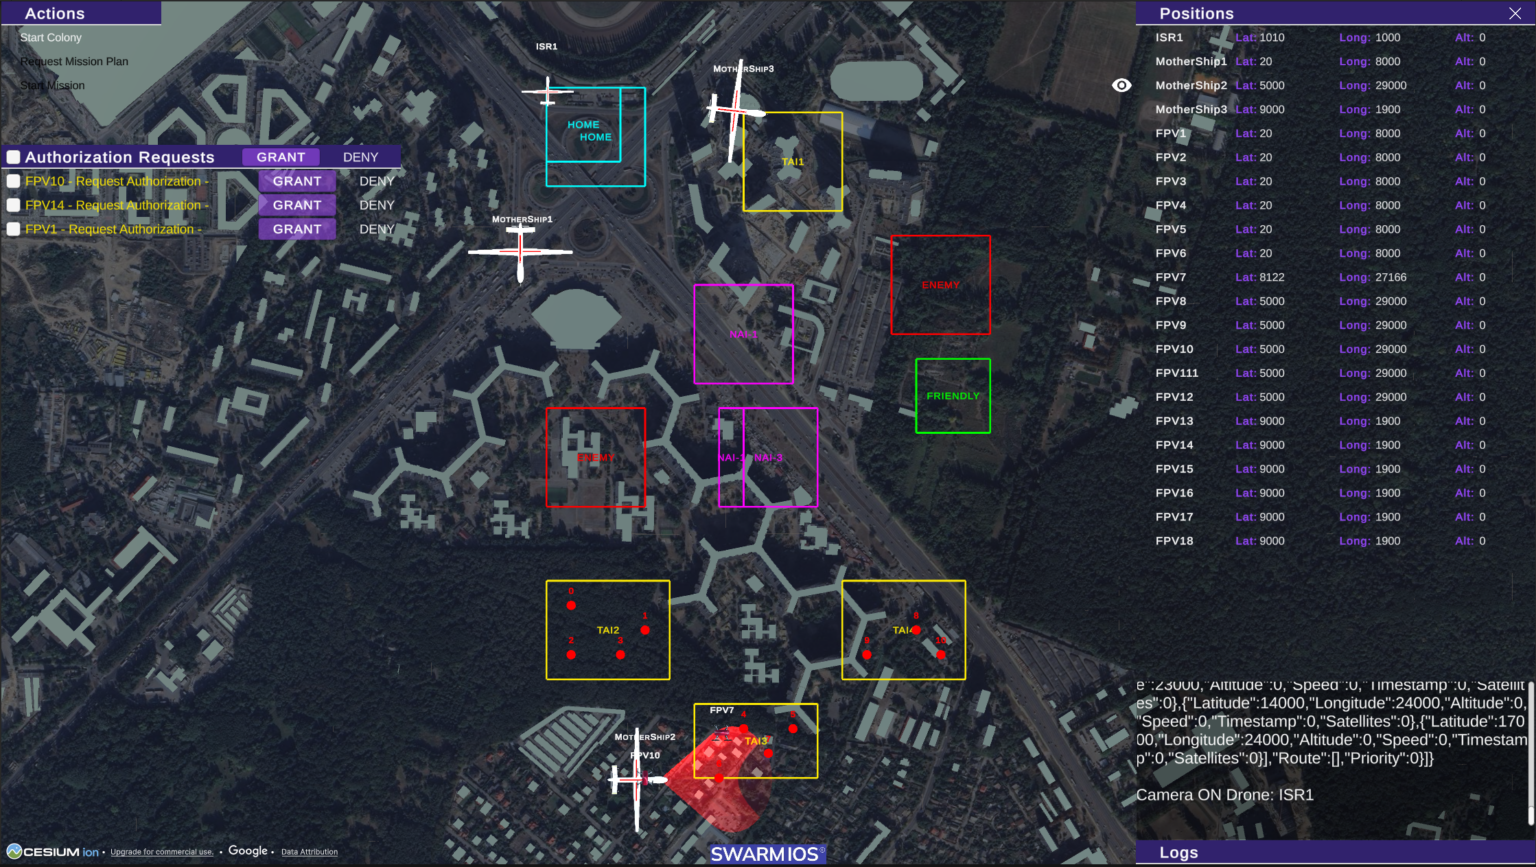 Actions
Start Colony
Request Mission Plan
Start Mission
Authorization Requests GRANT DENY
FPV10 - Request Authorization - GRANT DENY
FPV14 - Request Authorization - GRANT DENY
FPV1 - Request Authorization - GRANT DENY
ISR1
HOME
HOME
MOTHERSHIP3
TAI1
MOTHERSHIP1
ENEMY
NAI-1
FRIENDLY
ENEMY
NAI-1 NAI-3
TAI2
0
1
2
3
TAI4
10
FPV7
4
TAI3
MOTHERSHIP2
FPV10
CESIUM ion • Upgrade for commercial use. • Google • Data Attribution
SWARMIOS
Positions
ISR1 Lat: 1010 Long: 1000 Alt: 0
MotherShip1 Lat: 20 Long: 8000 Alt: 0
MotherShip2 Lat: 5000 Long: 29000 Alt: 0
MotherShip3 Lat: 9000 Long: 1900 Alt: 0
FPV1 Lat: 20 Long: 8000 Alt: 0
FPV2 Lat: 20 Long: 8000 Alt: 0
FPV3 Lat: 20 Long: 8000 Alt: 0
FPV4 Lat: 20 Long: 8000 Alt: 0
FPV5 Lat: 20 Long: 8000 Alt: 0
FPV6 Lat: 20 Long: 8000 Alt: 0
FPV7 Lat: 8122 Long: 27166 Alt: 0
FPV8 Lat: 5000 Long: 29000 Alt: 0
FPV9 Lat: 5000 Long: 29000 Alt: 0
FPV10 Lat: 5000 Long: 29000 Alt: 0
FPV111 Lat: 5000 Long: 29000 Alt: 0
FPV12 Lat: 5000 Long: 29000 Alt: 0
FPV13 Lat: 9000 Long: 1900 Alt: 0
FPV14 Lat: 9000 Long: 1900 Alt: 0
FPV15 Lat: 9000 Long: 1900 Alt: 0
FPV16 Lat: 9000 Long: 1900 Alt: 0
FPV17 Lat: 9000 Long: 1900 Alt: 0
FPV18 Lat: 9000 Long: 1900 Alt: 0
e":23000,"Altitude":0,"Speed":0,"Timestamp":0,"Satellit
es":0},{"Latitude":14000,"Longitude":24000,"Altitude":0,
"Speed":0,"Timestamp":0,"Satellites":0},{"Latitude":170
00,"Longitude":24000,"Altitude":0,"Speed":0,"Timestam
p":0,"Satellites":0}],"Route":[],"Priority":0}]}
Camera ON Drone: ISR1
Logs